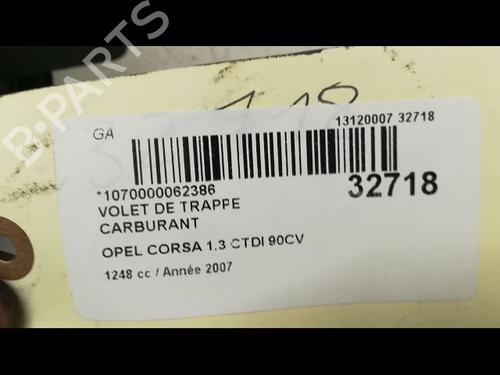 B-PARTS
GA
13120007 32718
*1070000062386
32718
VOLET DE TRAPPE
CARBURANT
OPEL CORSA 1.3 CTDI 90CV
1248 cc / Année 2007